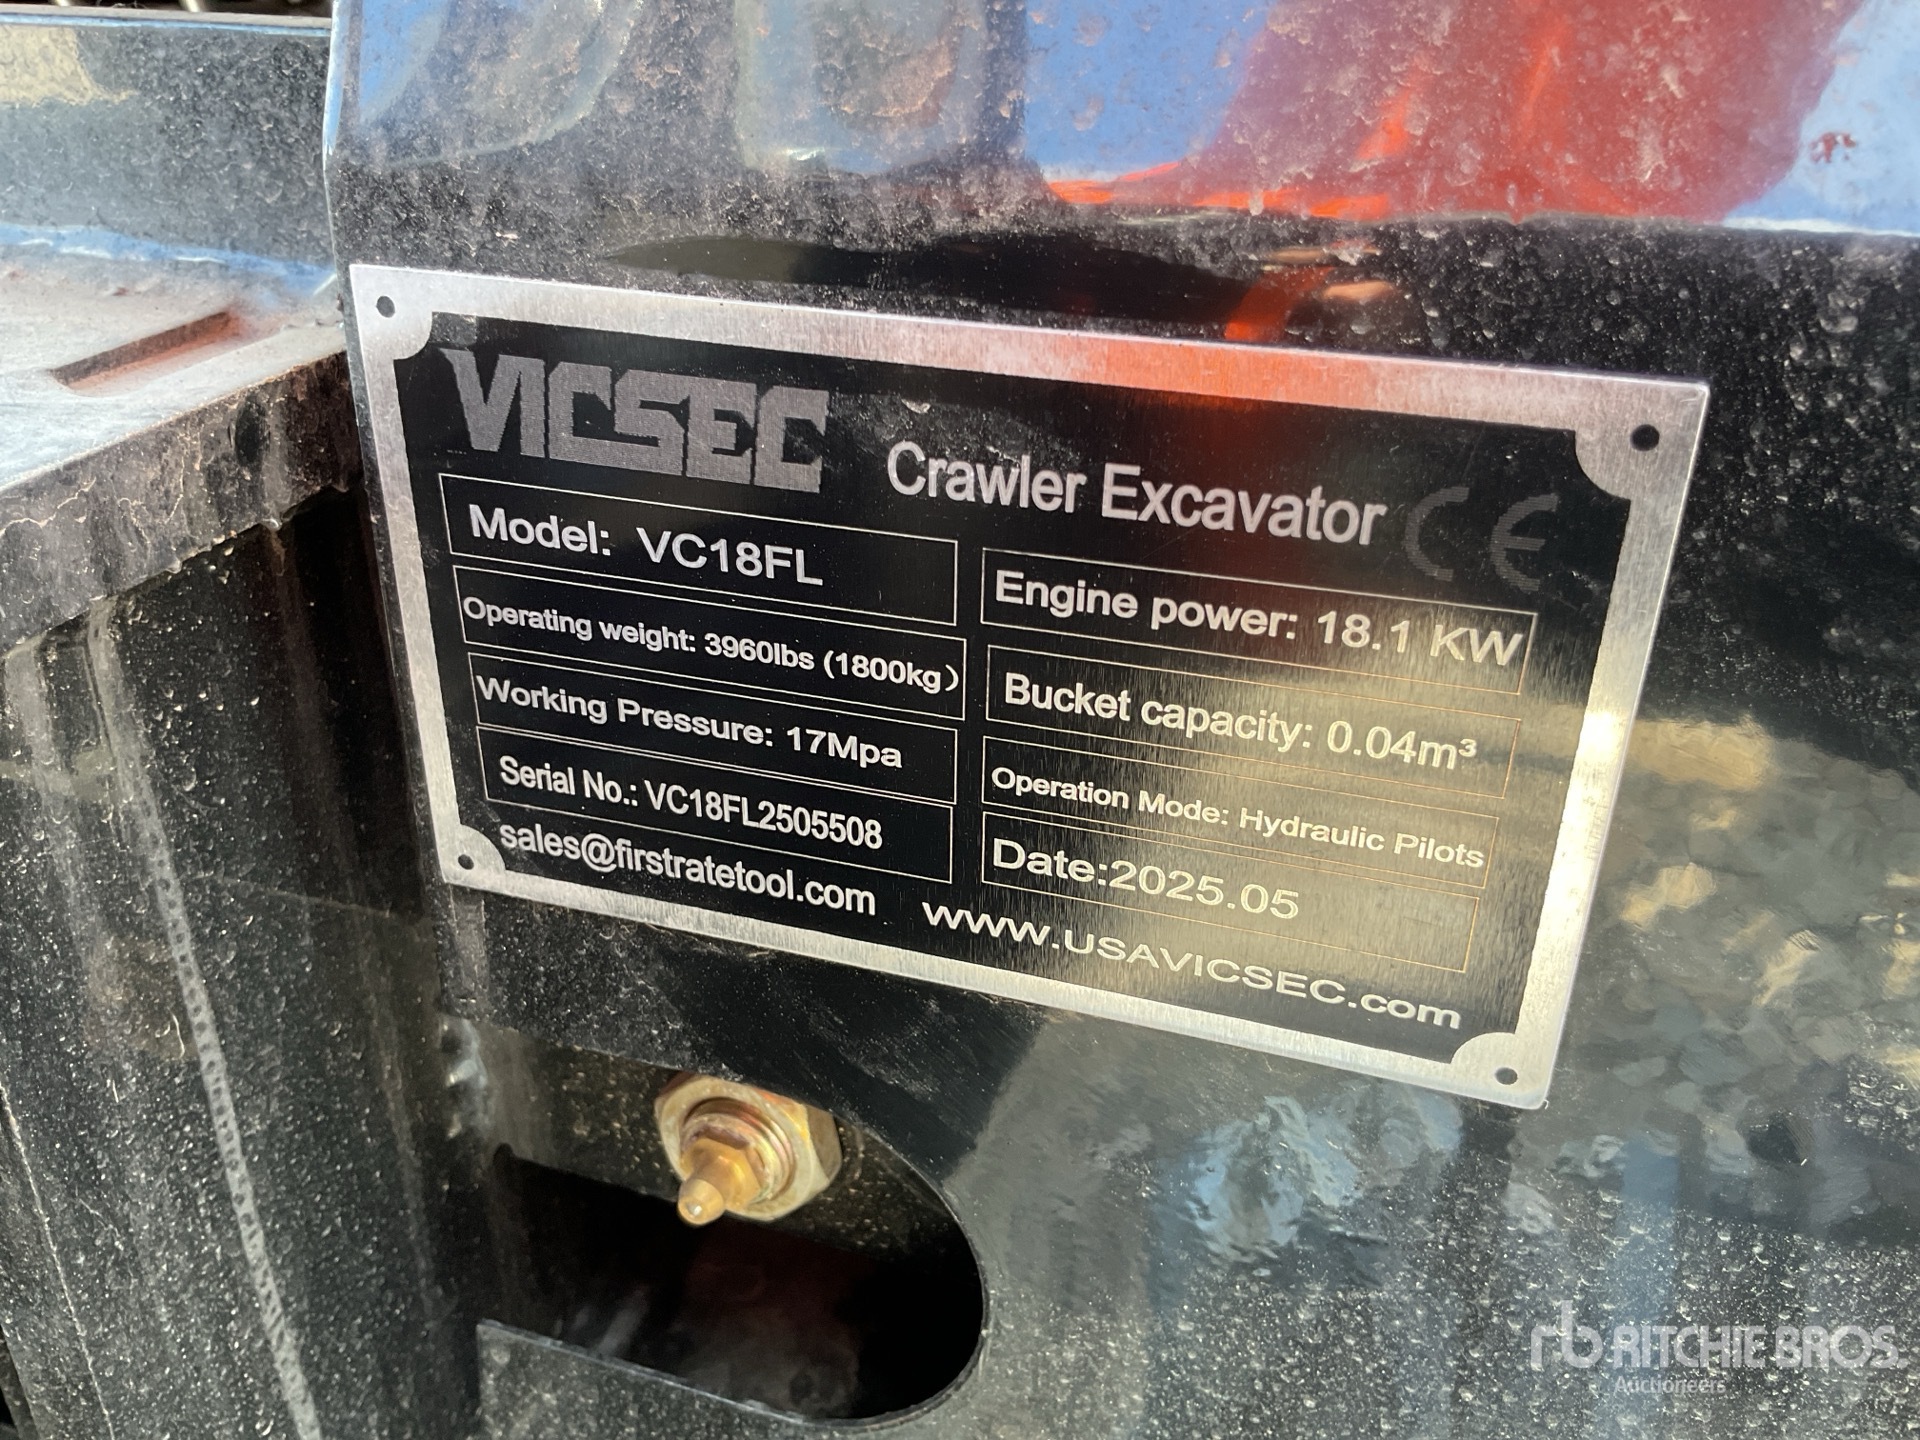 VICSEC Crawler Excavator CE
Model: VC18FL
Engine power: 18.1 KW
Operating weight: 3960lbs (1800kg)
Bucket capacity: 0.04m³
Working Pressure: 17Mpa
Operation Mode: Hydraulic Pilots
Serial No.: VC18FL2505508
Date:2025.05
sales@firstratetool.com
www.USAVICSEC.com
rb RITCHIE BROS.
Auctioneers